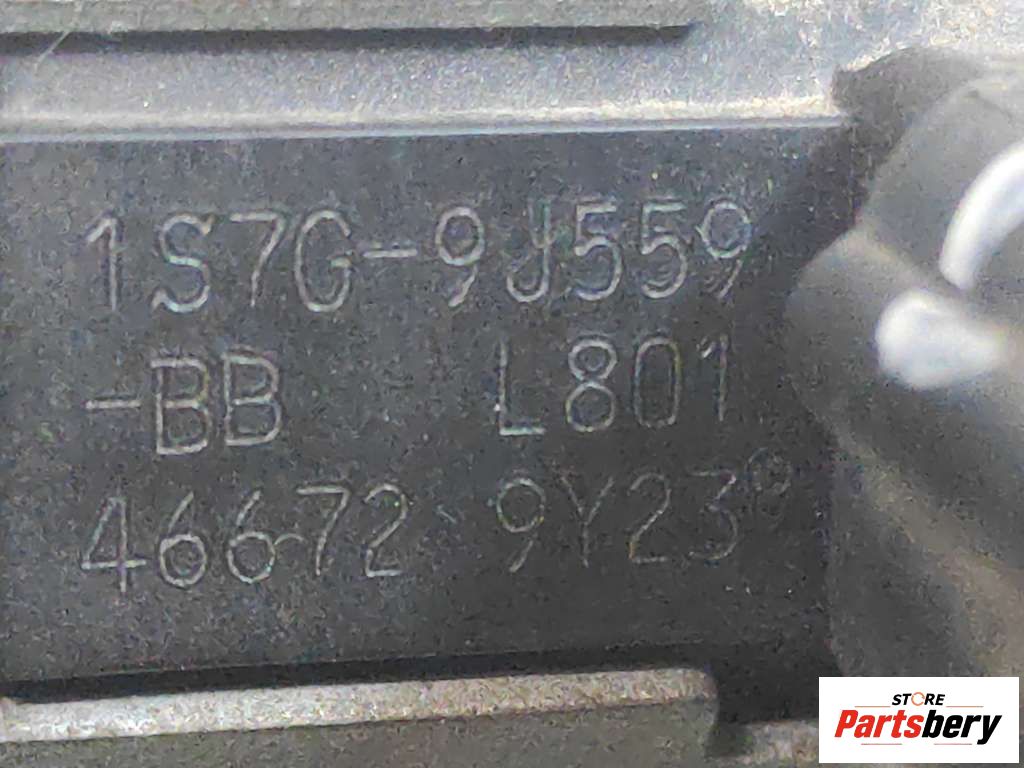 1S7G-9J559
-BB L801
46672 9Y23
STORE
Partsbery